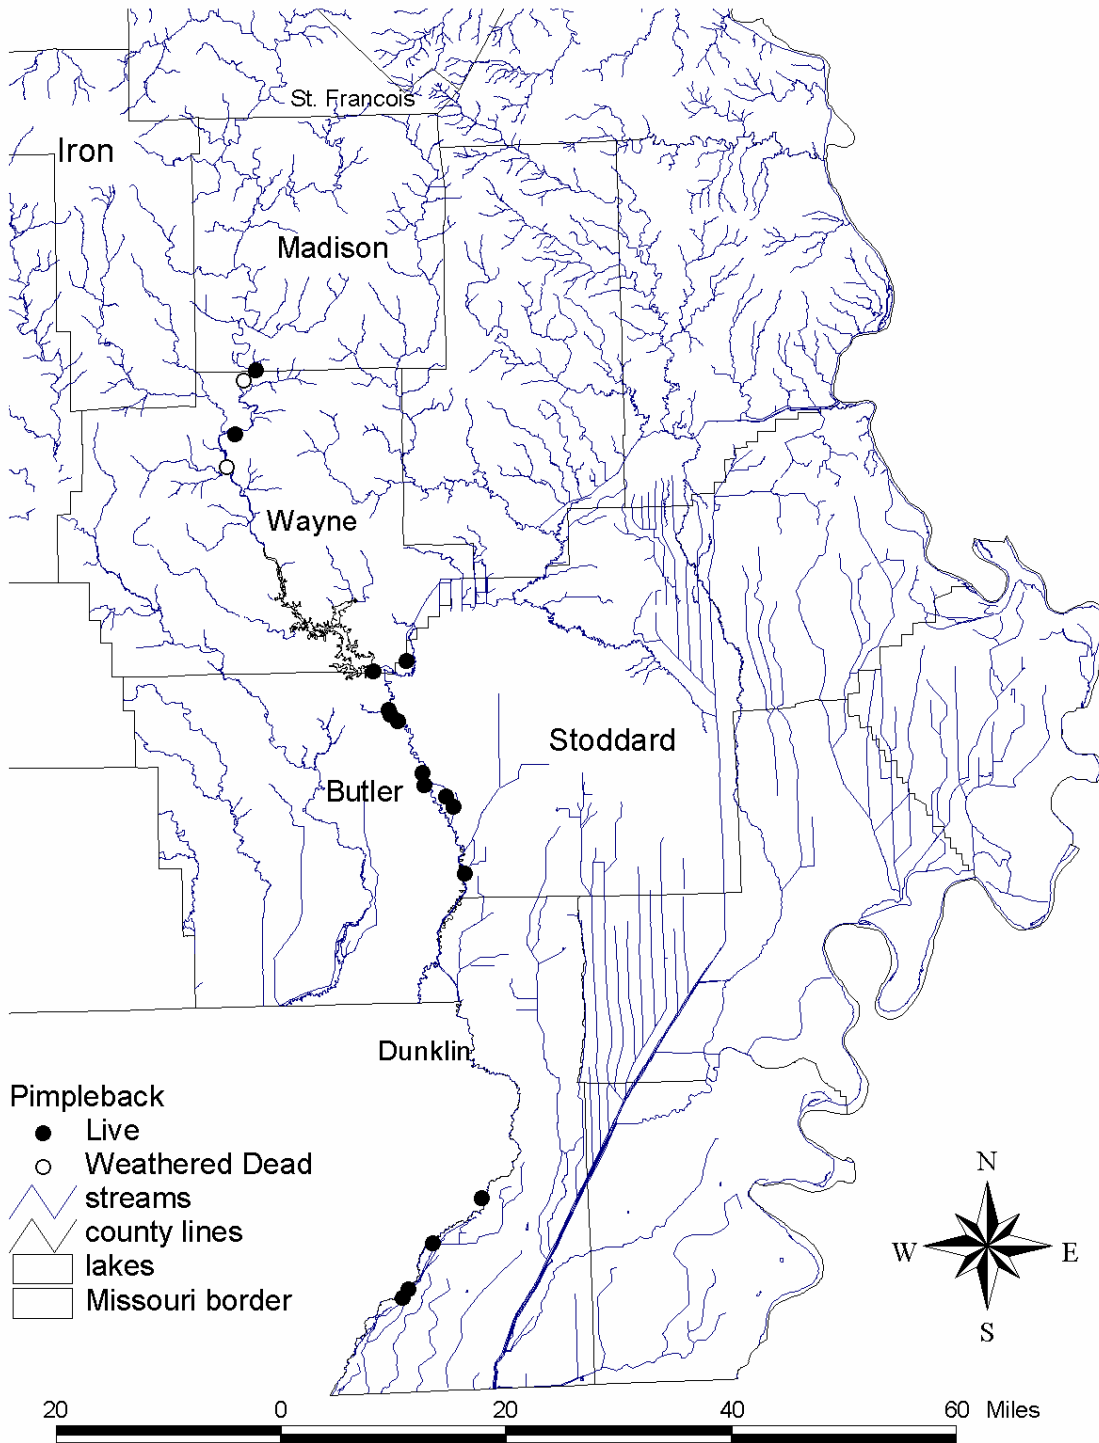 St. Francois
Iron
Madison
Wayne
Stoddard
Butler
Dunklin
Pimpleback
Live
Weathered Dead
streams
county lines
lakes
Missouri border
N
W E
S
20 0 20 40 60 Miles